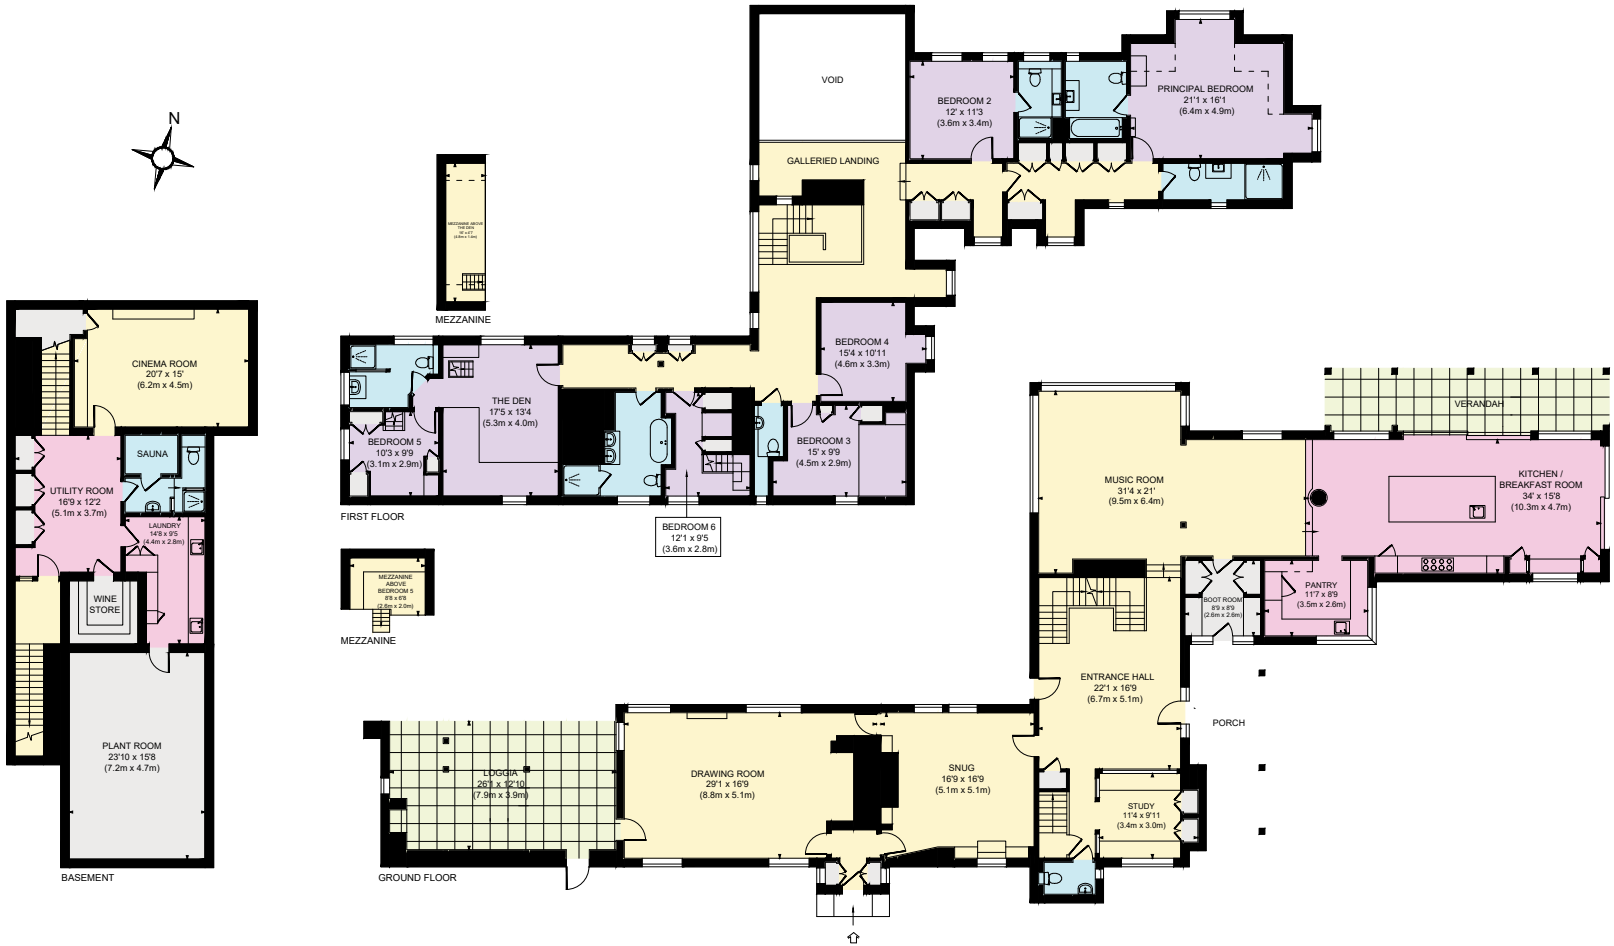 N
MEZZANINE ABOVE
THE DEN
MEZZANINE
CINEMA ROOM
20'7 x 15'
(6.2m x 4.5m)
SAUNA
UTILITY ROOM
16'9 x 12'2
(5.1m x 3.7m)
LAUNDRY
14'8 x 9'5
(4.4m x 2.8m)
WINE
STORE
PLANT ROOM
23'10 x 15'8
(7.2m x 4.7m)
BASEMENT
VOID
GALLERIED LANDING
BEDROOM 2
12' x 11'3
(3.6m x 3.4m)
PRINCIPAL BEDROOM
21'1 x 16'1
(6.4m x 4.9m)
BEDROOM 4
15'4 x 10'11
(4.6m x 3.3m)
THE DEN
17'5 x 13'4
(5.3m x 4.0m)
BEDROOM 5
10'3 x 9'9
(3.1m x 2.9m)
BEDROOM 3
15' x 9'9
(4.5m x 2.9m)
BEDROOM 6
12'1 x 9'5
(3.6m x 2.8m)
FIRST FLOOR
MEZZANINE
ABOVE
BEDROOM 5
8'8 x 6'8
(2.6m x 2.0m)
MEZZANINE
VERANDAH
MUSIC ROOM
31'4 x 21'
(9.5m x 6.4m)
KITCHEN /
BREAKFAST ROOM
34' x 15'8
(10.3m x 4.7m)
PANTRY
11'7 x 8'9
(3.5m x 2.6m)
BOOT ROOM
8'9 x 8'9
(2.6m x 2.6m)
ENTRANCE HALL
22'1 x 16'9
(6.7m x 5.1m)
PORCH
LOGGIA
26'1 x 12'10
(7.9m x 3.9m)
DRAWING ROOM
29'1 x 16'9
(8.8m x 5.1m)
SNUG
16'9 x 16'9
(5.1m x 5.1m)
STUDY
11'4 x 9'11
(3.4m x 3.0m)
GROUND FLOOR